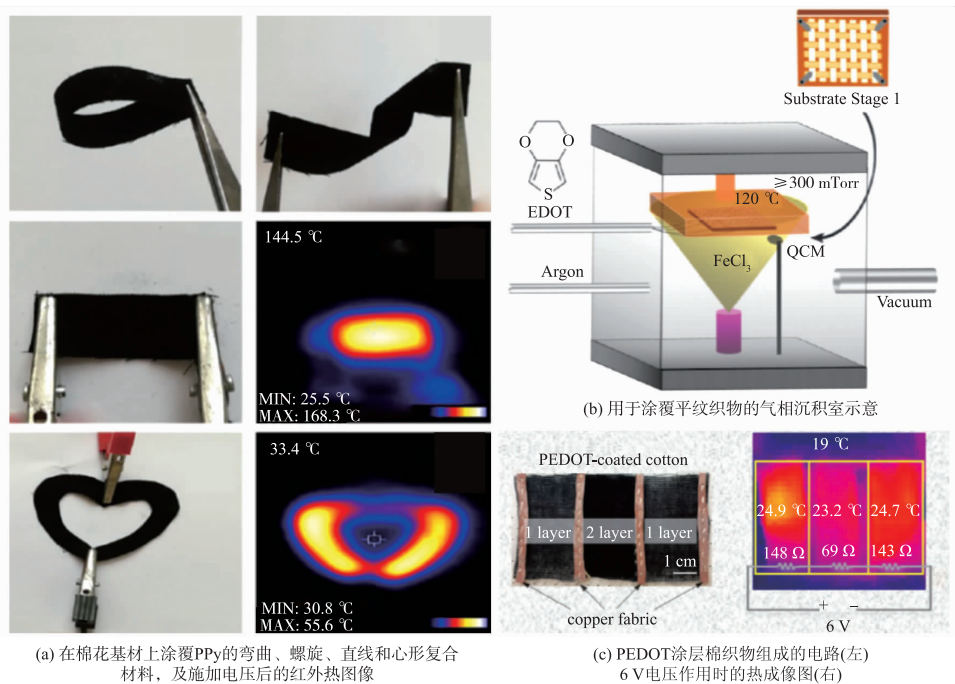 144.5 ℃
MIN: 25.5 ℃
MAX: 168.3 ℃
33.4 ℃
MIN: 30.8 ℃
MAX: 55.6 ℃
(a) 在棉花基材上涂覆PPy的弯曲、螺旋、直线和心形复合
材料，及施加电压后的红外热图像
Substrate Stage 1
O
O
S
EDOT
≥300 mTorr
120 ℃
QCM
FeCl₃
Argon
Vacuum
(b) 用于涂覆平纹织物的气相沉积室示意
PEDOT-coated cotton
1 layer
2 layer
1 layer
1 cm
copper fabric
19 ℃
24.9 ℃
23.2 ℃
24.7 ℃
148 Ω
69 Ω
143 Ω
+ −
6 V
(c) PEDOT涂层棉织物组成的电路(左)
6 V电压作用时的热成像图(右)